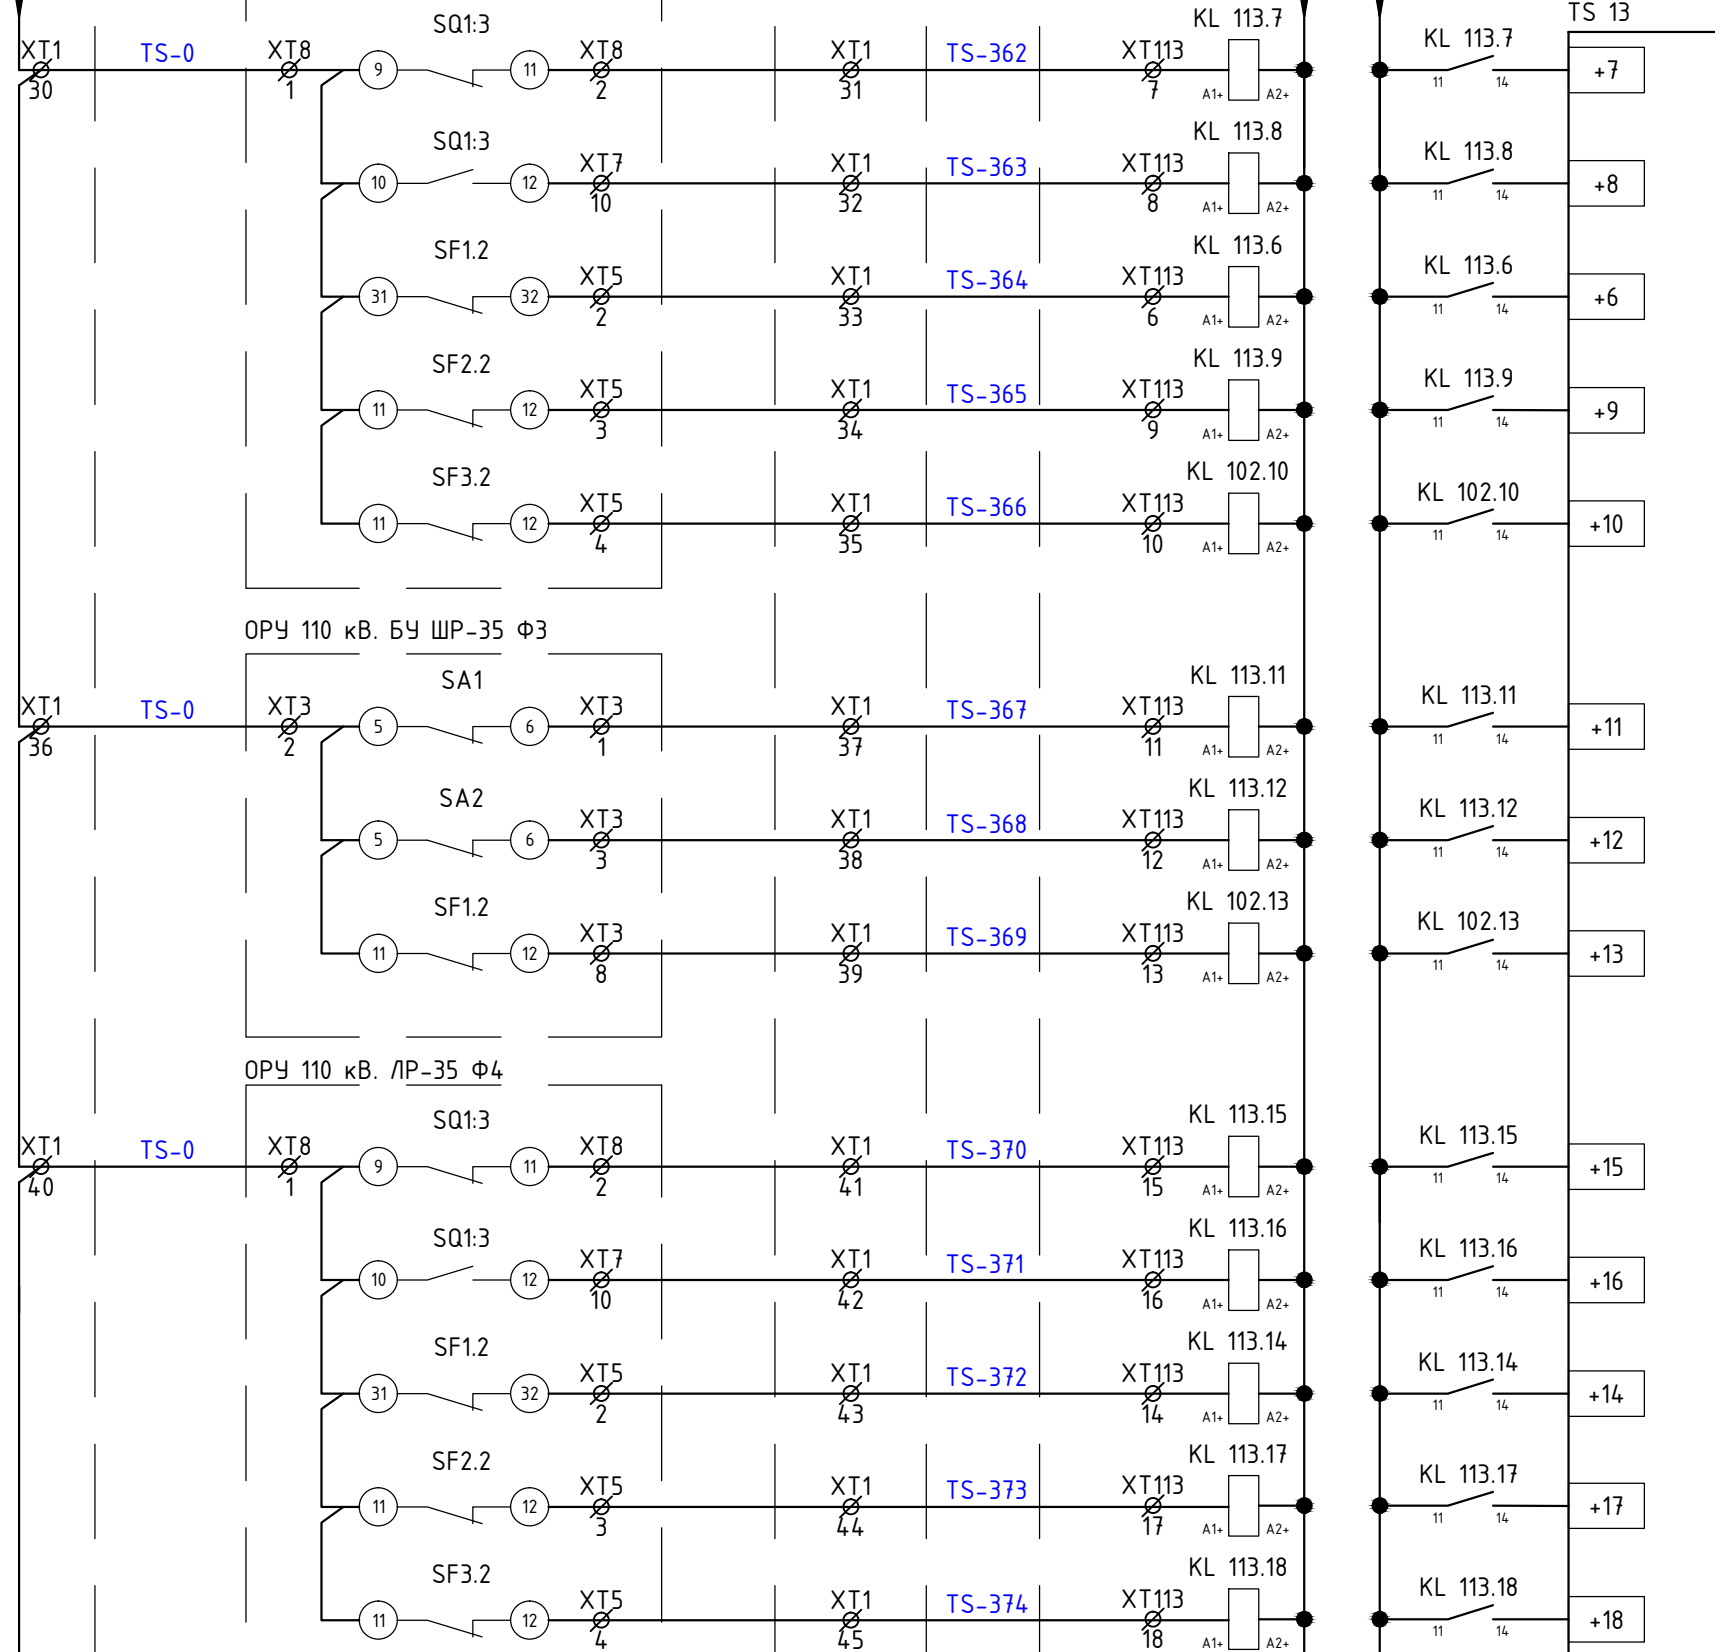 TS 13
SQ1:3 KL 113.7 KL 113.7
XT1 TS-0 XT8 XT8 XT1 TS-362 XT113
9 11 +7
30 1 2 31 7 A1+ A2+ 11 14
SQ1:3 KL 113.8 KL 113.8
XT7 XT1 TS-363 XT113
10 12 +8
10 32 8 A1+ A2+ 11 14
SF1.2 KL 113.6 KL 113.6
XT5 XT1 TS-364 XT113
31 32 +6
2 33 6 A1+ A2+ 11 14
SF2.2 KL 113.9 KL 113.9
XT5 XT1 TS-365 XT113
11 12 +9
3 34 9 A1+ A2+ 11 14
SF3.2 KL 102.10 KL 102.10
XT5 XT1 TS-366 XT113
11 12 +10
4 35 10 A1+ A2+ 11 14
ОРУ 110 кВ. БУ ШР-35 Ф3
SA1 KL 113.11 KL 113.11
XT1 TS-0 XT3 XT3 XT1 TS-367 XT113
5 6 +11
36 2 1 37 11 A1+ A2+ 11 14
SA2 KL 113.12 KL 113.12
XT3 XT1 TS-368 XT113
5 6 +12
3 38 12 A1+ A2+ 11 14
SF1.2 KL 102.13 KL 102.13
XT3 XT1 TS-369 XT113
11 12 +13
8 39 13 A1+ A2+ 11 14
ОРУ 110 кВ. ЛР-35 Ф4
SQ1:3 KL 113.15 KL 113.15
XT1 TS-0 XT8 XT8 XT1 TS-370 XT113
9 11 +15
40 1 2 41 15 A1+ A2+ 11 14
SQ1:3 KL 113.16 KL 113.16
XT7 XT1 TS-371 XT113
10 12 +16
10 42 16 A1+ A2+ 11 14
SF1.2 KL 113.14 KL 113.14
XT5 XT1 TS-372 XT113
31 32 +14
2 43 14 A1+ A2+ 11 14
SF2.2 KL 113.17 KL 113.17
XT5 XT1 TS-373 XT113
11 12 +17
3 44 17 A1+ A2+ 11 14
SF3.2 KL 113.18 KL 113.18
XT5 XT1 TS-374 XT113
11 12 +18
4 45 18 A1+ A2+ 11 14